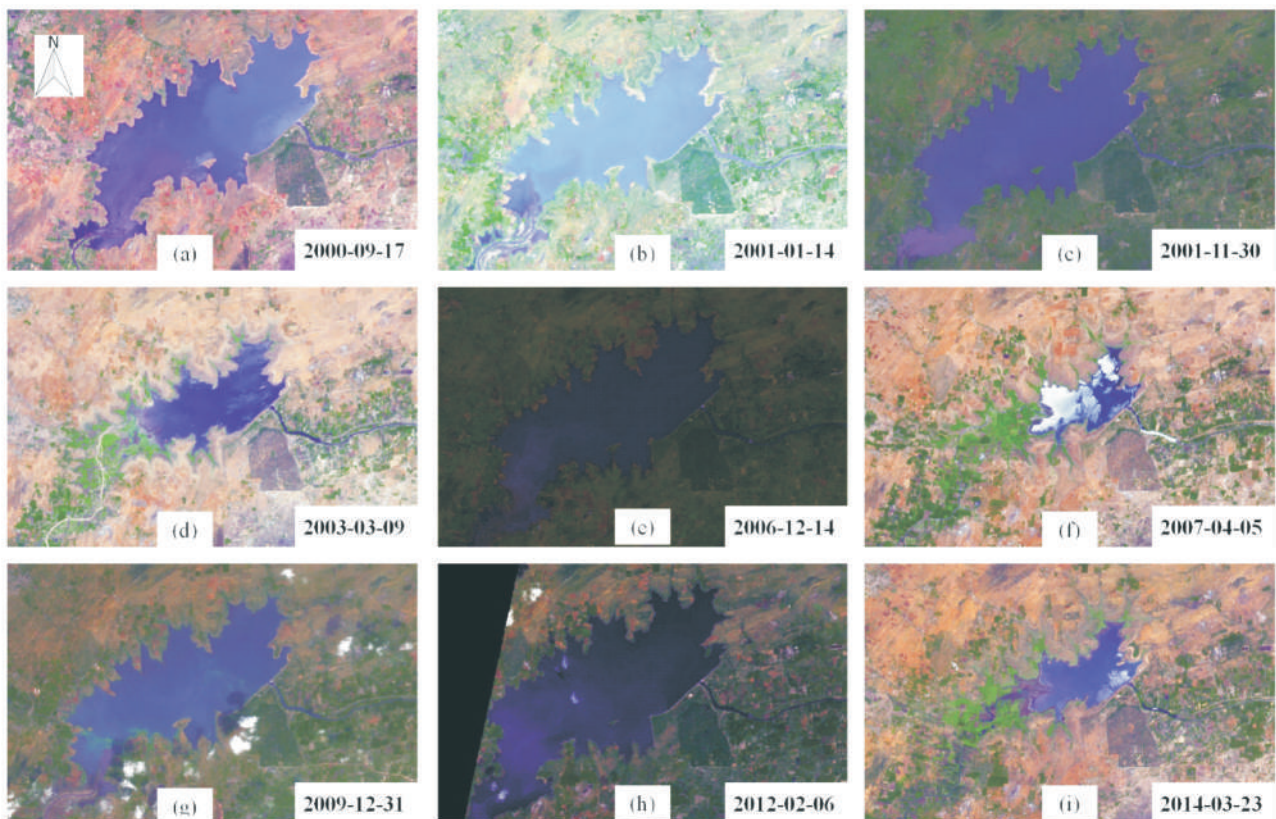 N
(a) 2000-09-17
(b) 2001-01-14
(c) 2001-11-30
(d) 2003-03-09
(e) 2006-12-14
(f) 2007-04-05
(g) 2009-12-31
(h) 2012-02-06
(i) 2014-03-23